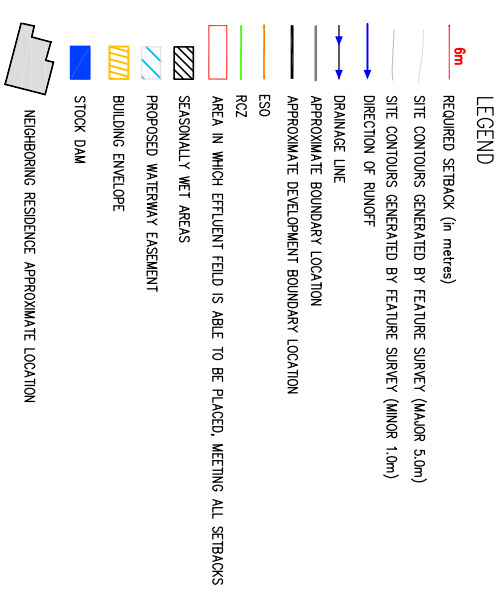 LEGEND
6m REQUIRED SETBACK (in metres)
SITE CONTOURS GENERATED BY FEATURE SURVEY (MAJOR 5.0m)
SITE CONTOURS GENERATED BY FEATURE SURVEY (MINOR 1.0m)
DIRECTION OF RUNOFF
DRAINAGE LINE
APPROXIMATE BOUNDARY LOCATION
APPROXIMATE DEVELOPMENT BOUNDARY LOCATION
ESO
RCZ
AREA IN WHICH EFFLUENT FEILD IS ABLE TO BE PLACED, MEETING ALL SETBACKS
SEASONALLY WET AREAS
PROPOSED WATERWAY EASEMENT
BUILDING ENVELOPE
STOCK DAM
NEIGHBORING RESIDENCE APPROXIMATE LOCATION